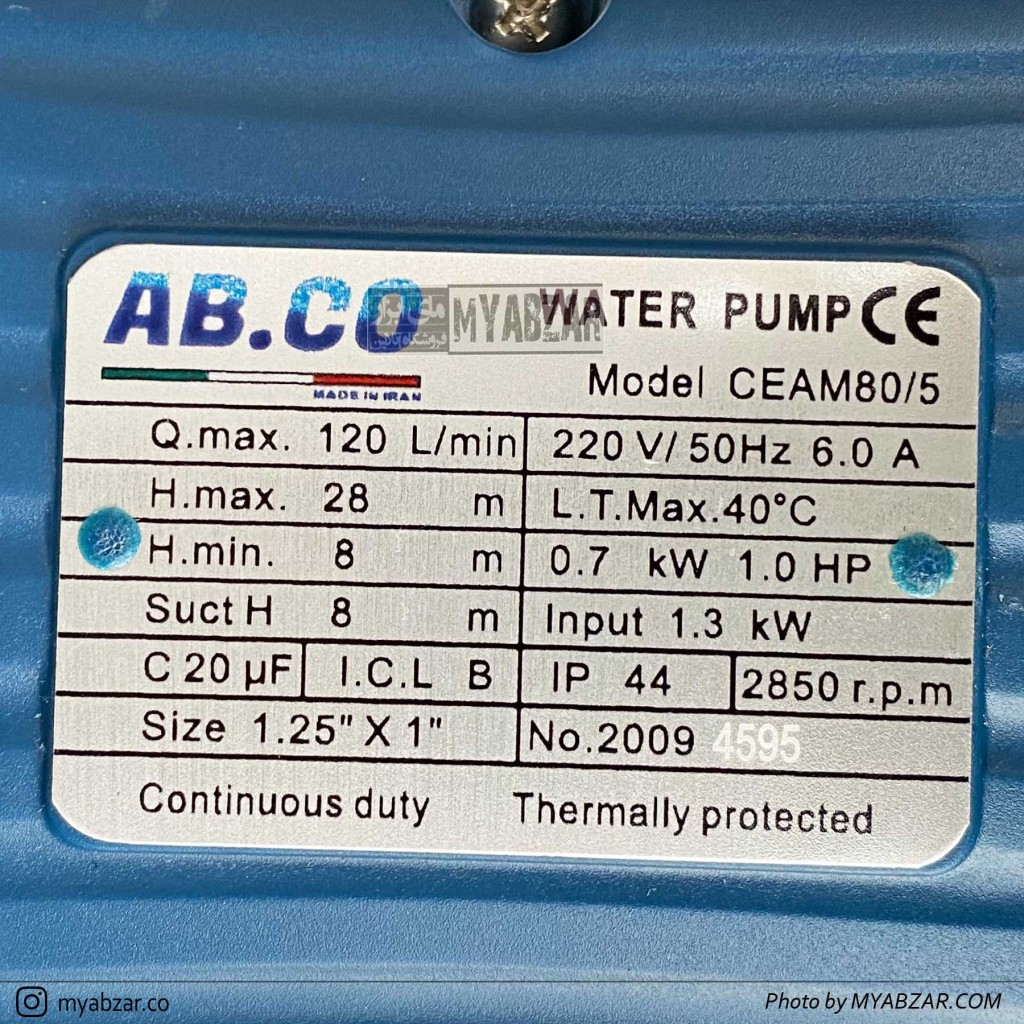 AB.CO
MADE IN IRAN
MYABZAR
WATER PUMP CE
Model CEAM80/5
Q.max. 120 L/min 220 V/ 50Hz 6.0 A
H.max. 28 m L.T.Max.40°C
H.min. 8 m 0.7 kW 1.0 HP
Suct H 8 m Input 1.3 kW
C 20 µF I.C.L B IP 44 2850 r.p.m
Size 1.25" X 1" No.2009 4595
Continuous duty Thermally protected
myabzar.co Photo by MYABZAR.COM